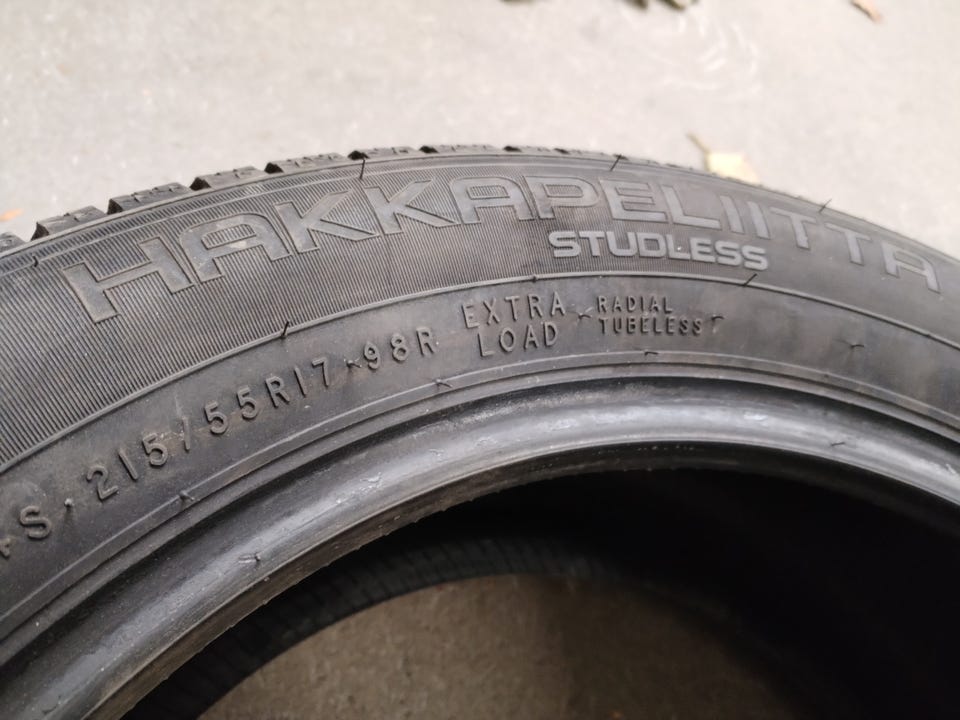 HAKKAPELIITTA
STUDLESS
+S · 215/55R17 98R EXTRA LOAD RADIAL TUBELESS